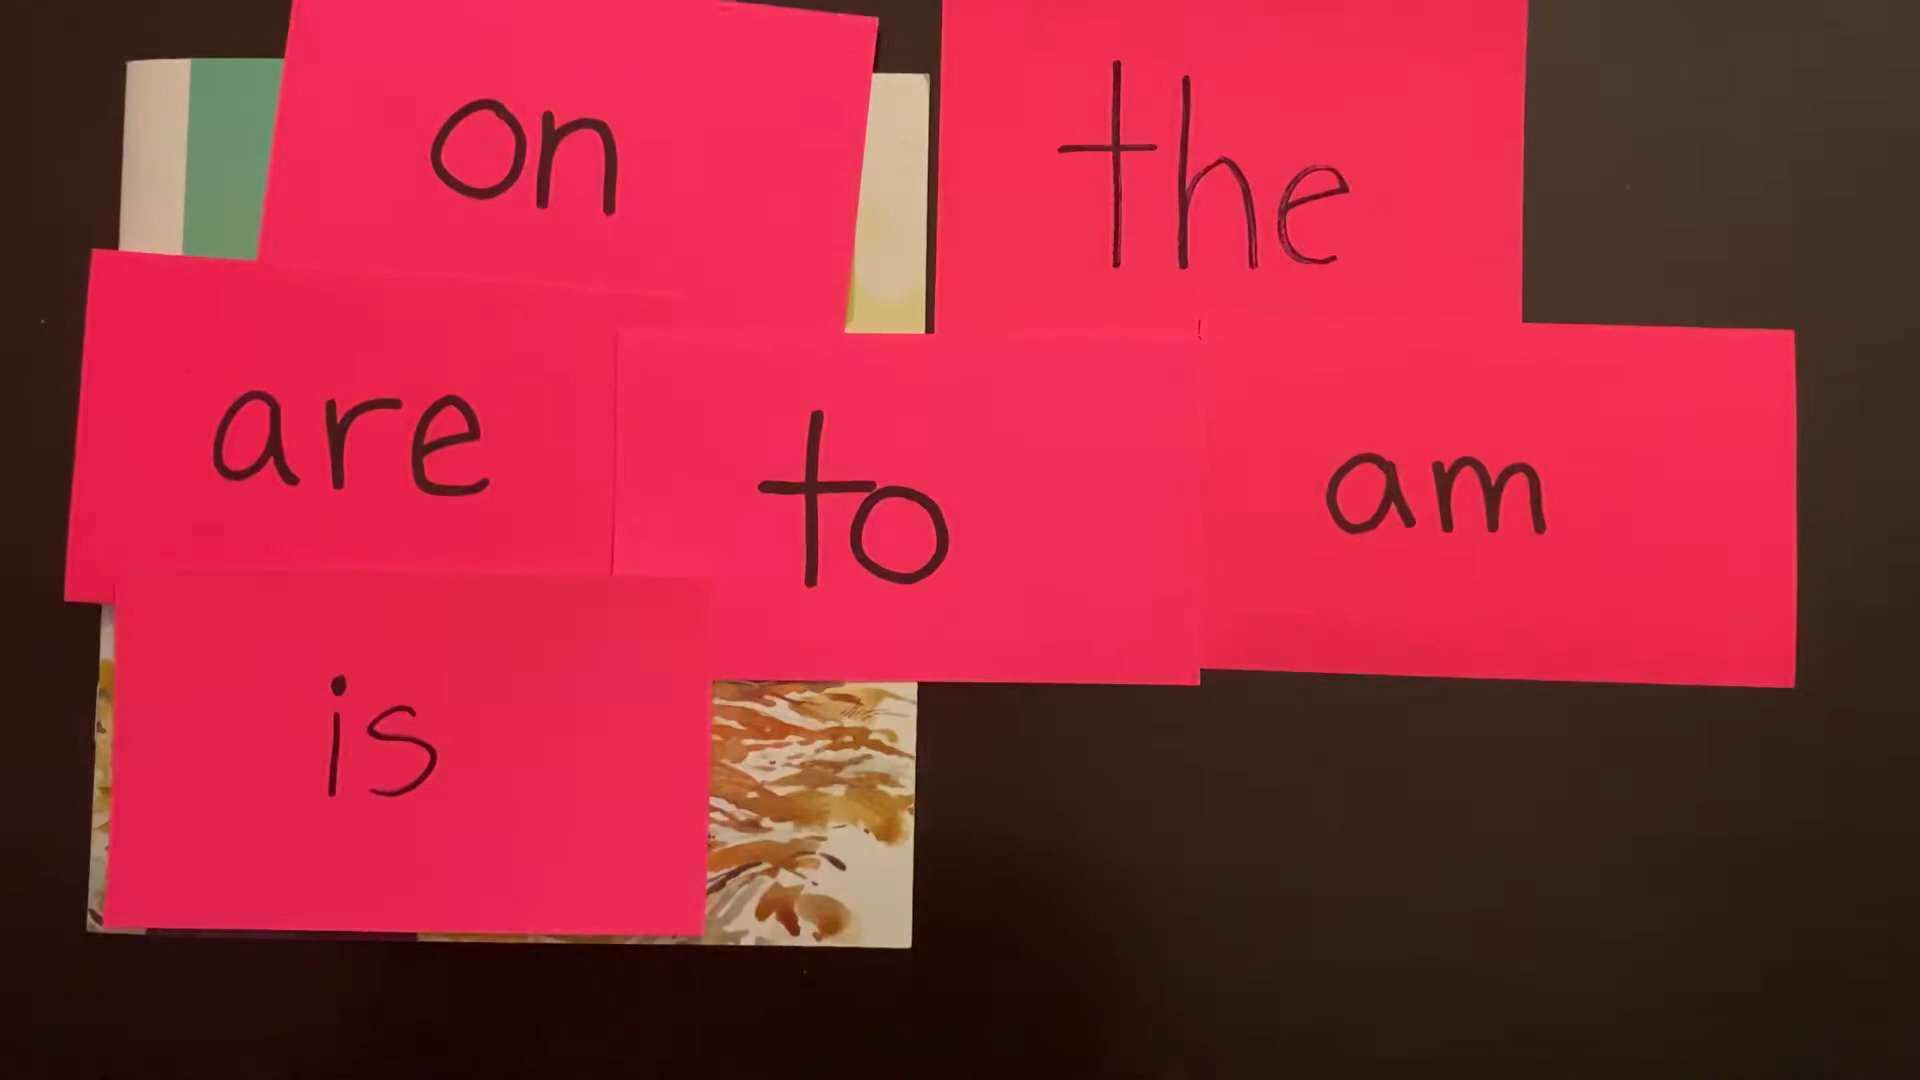 on the
are to am
is